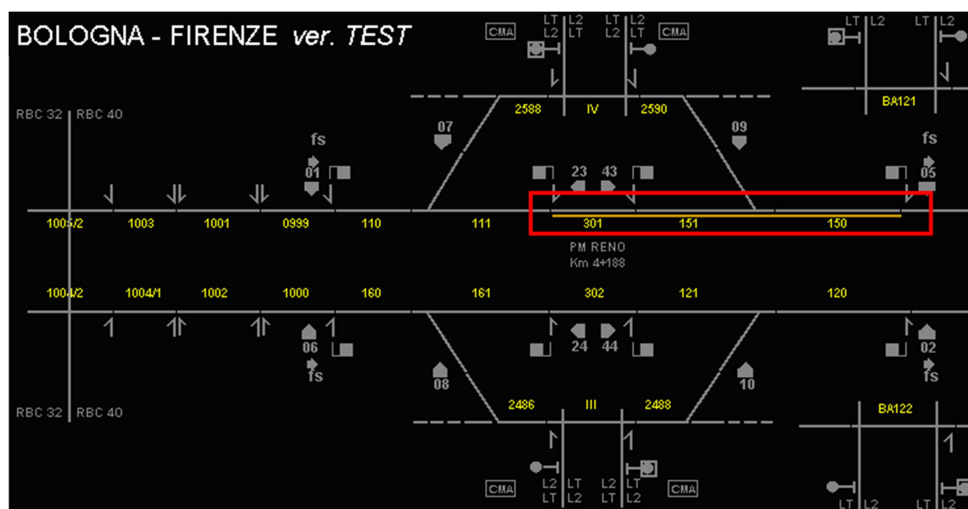 BOLOGNA - FIRENZE ver. TEST
CMA LT L2 L2 LT CMA LT L2
L2 LT LT L2 L2 LT
RBC 32 RBC 40
07 2588 IV 2590 09 BA121
fs fs
01 23 43 05
1005/2 1003 1001 0999 110 111 301 151 150
PM RENO
Km 4+188
1004/2 1004/1 1002 1000 160 161 302 121 120
06 24 44 02
fs fs
08 10
2486 III 2488 BA122
RBC 32 RBC 40
CMA L2 LT L2 LT CMA
LT L2 LT L2 LT L2